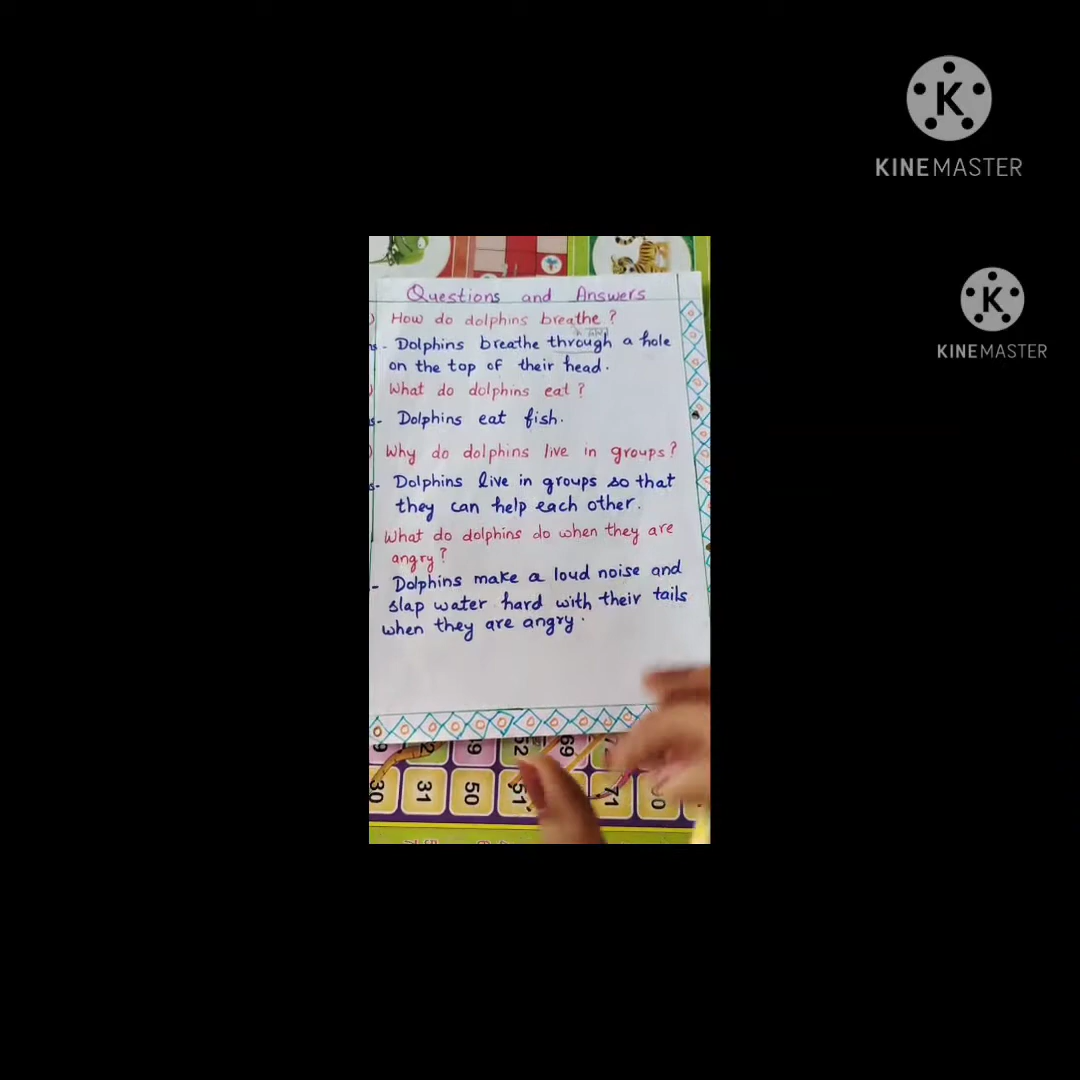 KINEMASTER
KINEMASTER
Questions and Answers
How do dolphins breathe ?
Dolphins breathe through a hole
on the top of their head.
What do dolphins eat ?
Dolphins eat fish.
Why do dolphins live in groups?
Dolphins live in groups so that
they can help each other.
What do dolphins do when they are
angry?
- Dolphins make a loud noise and
slap water hard with their tails
when they are angry.
30 31 50 51 71